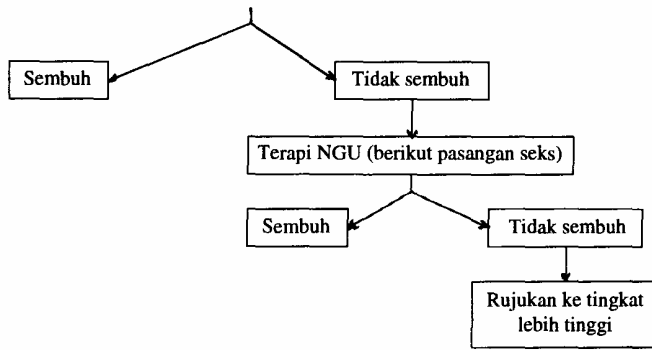 Sembuh
Tidak sembuh
Terapi NGU (berikut pasangan seks)
Sembuh
Tidak sembuh
Rujukan ke tingkat
lebih tinggi